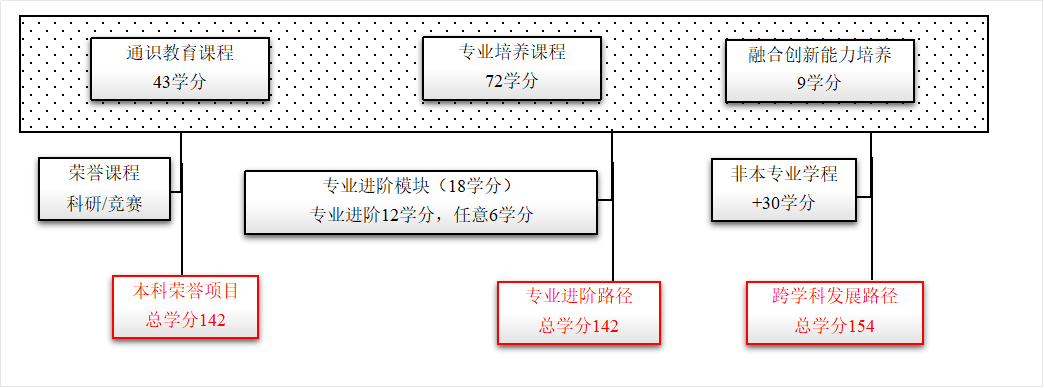 通识教育课程
43学分
专业培养课程
72学分
融合创新能力培养
9学分
荣誉课程
科研/竞赛
专业进阶模块（18学分）
专业进阶12学分，任意6学分
非本专业学程
+30学分
本科荣誉项目
总学分142
专业进阶路径
总学分142
跨学科发展路径
总学分154